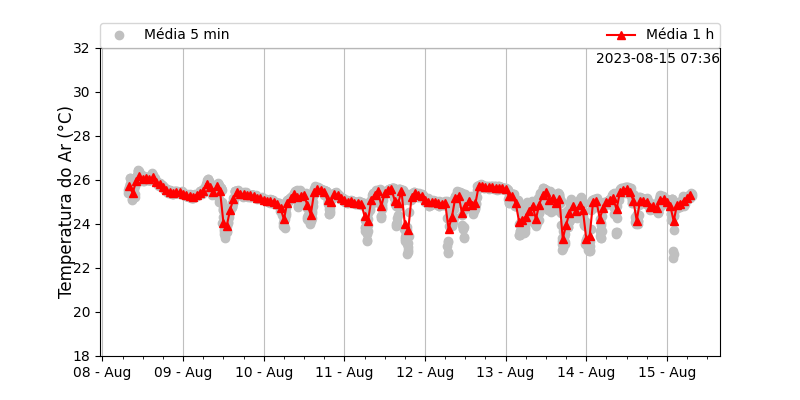 Média 5 min
Média 1 h
2023-08-15 07:36
Temperatura do Ar (°C)
32
30
28
26
24
22
20
18
08 - Aug
09 - Aug
10 - Aug
11 - Aug
12 - Aug
13 - Aug
14 - Aug
15 - Aug